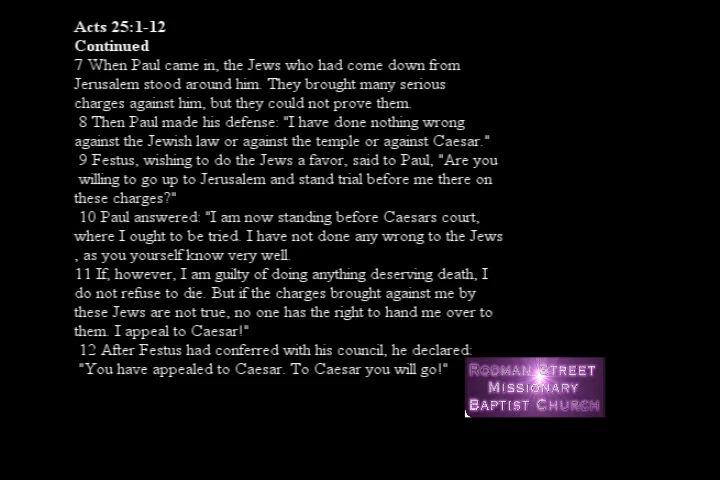 Acts 25:1-12
Continued
7 When Paul came in, the Jews who had come down from
Jerusalem stood around him. They brought many serious
charges against him, but they could not prove them.
8 Then Paul made his defense: "I have done nothing wrong
against the Jewish law or against the temple or against Caesar."
9 Festus, wishing to do the Jews a favor, said to Paul, "Are you
willing to go up to Jerusalem and stand trial before me there on
these charges?"
10 Paul answered: "I am now standing before Caesars court,
where I ought to be tried. I have not done any wrong to the Jews
, as you yourself know very well.
11 If, however, I am guilty of doing anything deserving death, I
do not refuse to die. But if the charges brought against me by
these Jews are not true, no one has the right to hand me over to
them. I appeal to Caesar!"
12 After Festus had conferred with his council, he declared:
"You have appealed to Caesar. To Caesar you will go!"
Rodman Street
Missionary
Baptist Church